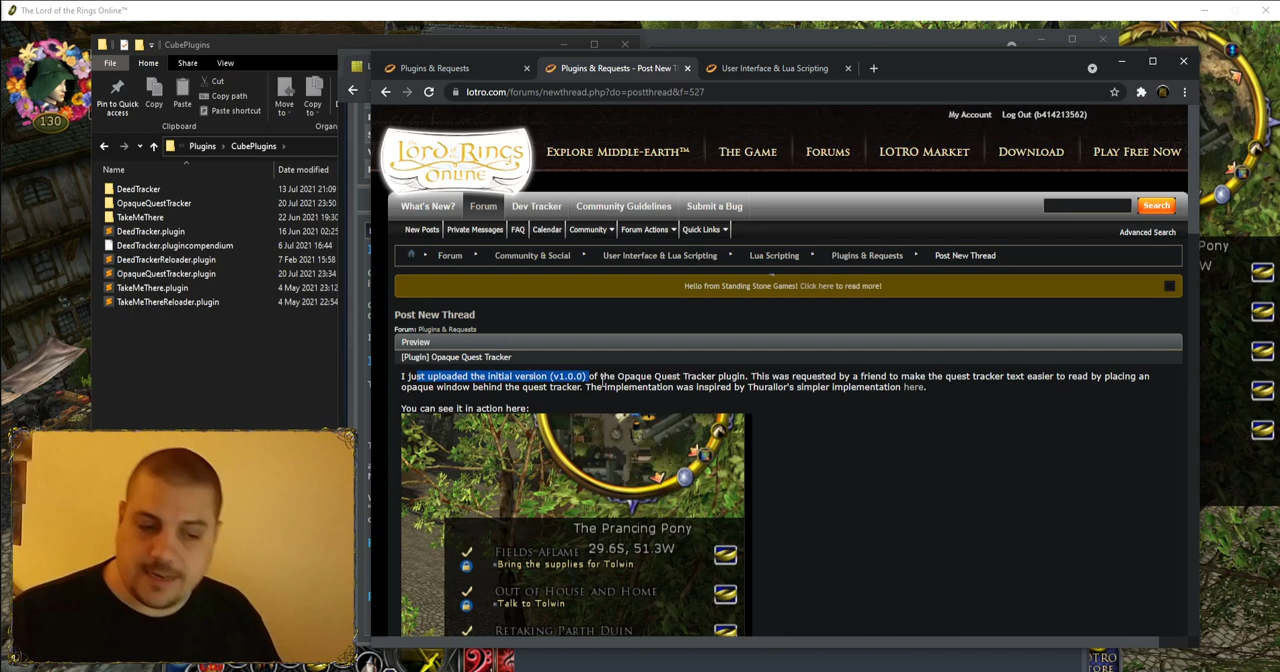 The Lord of the Rings Online™
130
CubePlugins
File
Home
Share
View
Pin to Quick
access
Copy
Paste
Cut
Copy path
Paste shortcut
Move
to
Copy
to
Clipboard
Organ
Plugins
CubePlugins
Name
Date modified
DeedTracker
13 Jul 2021 21:09
OpaqueQuestTracker
20 Jul 2021 23:50
TakeMeThere
22 Jun 2021 19:30
DeedTracker.plugin
16 Jun 2021 02:25
DeedTracker.plugincompendium
6 Jul 2021 16:44
DeedTrackerReloader.plugin
7 Feb 2021 15:58
OpaqueQuestTracker.plugin
20 Jul 2021 23:34
TakeMeThere.plugin
4 May 2021 23:12
TakeMeThereReloader.plugin
4 May 2021 22:54
Plugins & Requests
Plugins & Requests - Post New T
User Interface & Lua Scripting
lotro.com/forums/newthread.php?do=postthread&f=527
My Account
Log Out (b414213562)
The
Lord of the
Rings
Online
Explore Middle-earth™
The Game
Forums
LOTRO Market
Download
Play Free Now
What's New?
Forum
Dev Tracker
Community Guidelines
Submit a Bug
Search
New Posts
Private Messages
FAQ
Calendar
Community
Forum Actions
Quick Links
Advanced Search
Forum
Community & Social
User Interface & Lua Scripting
Lua Scripting
Plugins & Requests
Post New Thread
Hello from Standing Stone Games! Click here to read more!
Post New Thread
Forum: Plugins & Requests
Preview
[Plugin] Opaque Quest Tracker
I just uploaded the initial version (v1.0.0) of the Opaque Quest Tracker plugin. This was requested by a friend to make the quest tracker text easier to read by placing an
opaque window behind the quest tracker. The implementation was inspired by Thurallor's simpler implementation here.
You can see it in action here:
The Prancing Pony
29.6S, 51.3W
Fields Aflame
Bring the supplies for Tolwin
Out of House and Home
Talk to Tolwin
Retaking Parth Duin
Pony
W